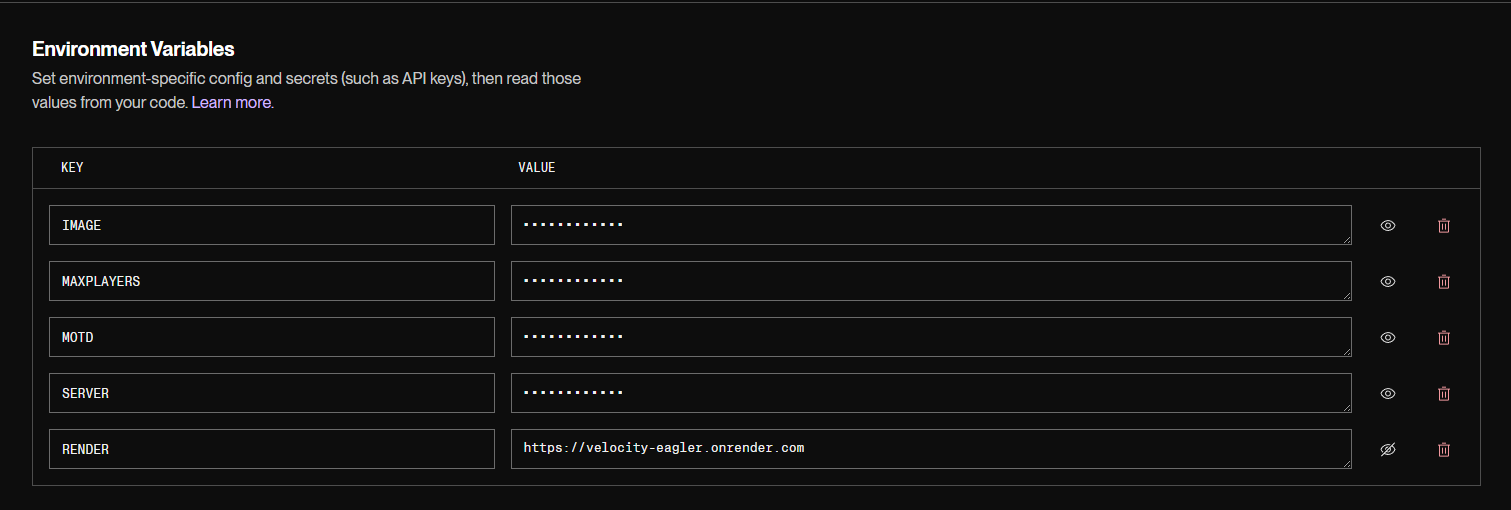 Environment Variables
Set environment-specific config and secrets (such as API keys), then read those
values from your code. Learn more.
KEY VALUE
IMAGE ••••••••••••
MAXPLAYERS ••••••••••••
MOTD ••••••••••••
SERVER ••••••••••••
RENDER https://velocity-eagler.onrender.com